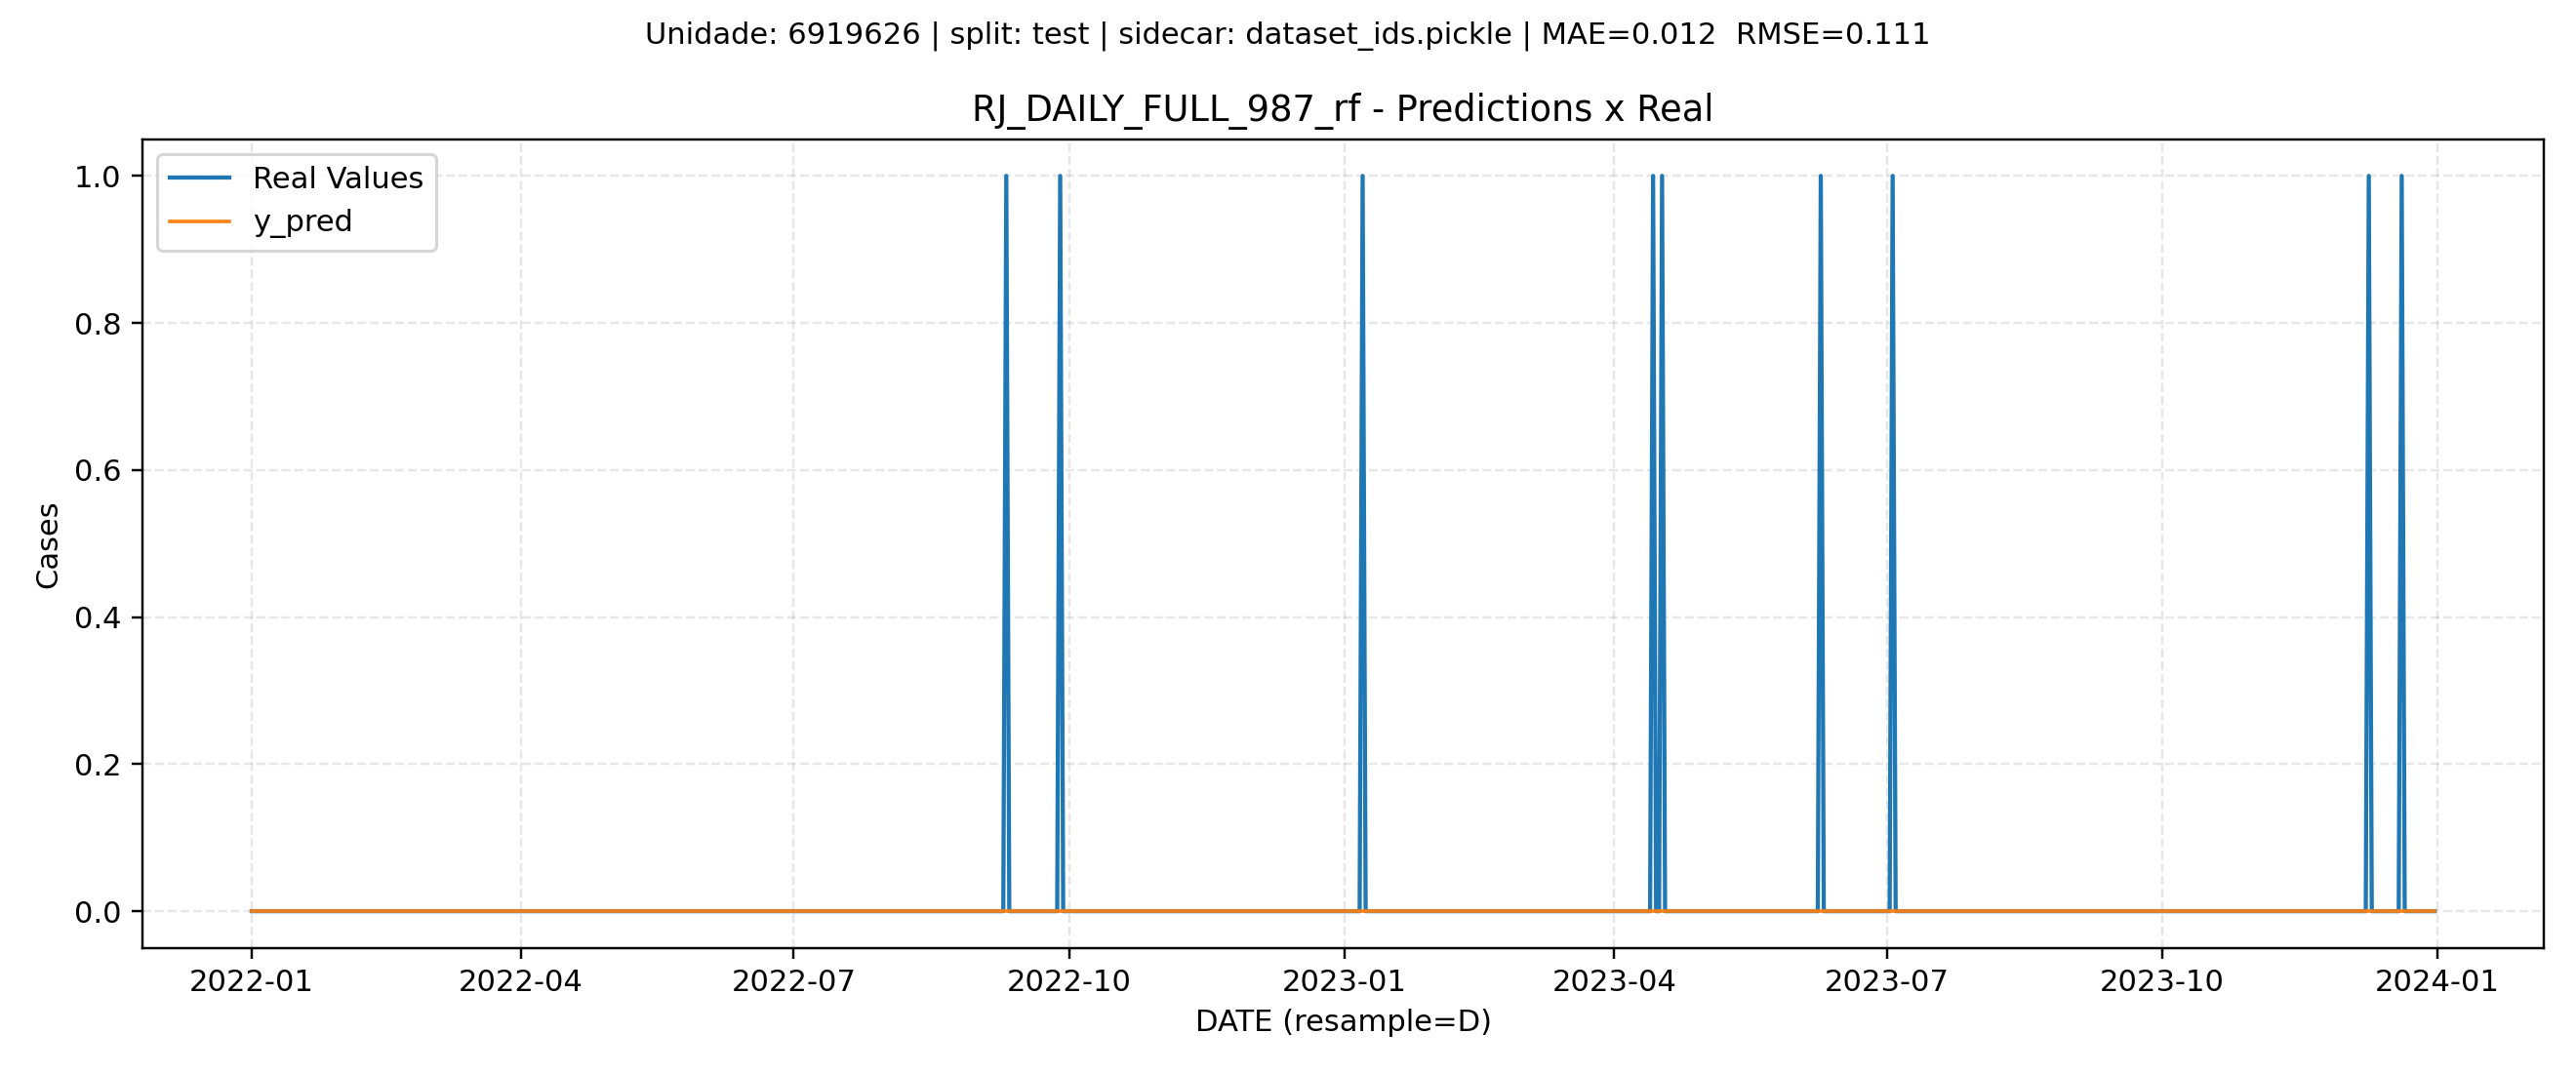 Unidade: 6919626 | split: test | sidecar: dataset_ids.pickle | MAE=0.012  RMSE=0.111
RJ_DAILY_FULL_987_rf - Predictions x Real
Real Values
y_pred
1.0
0.8
0.6
0.4
0.2
0.0
Cases
2022-01 2022-04 2022-07 2022-10 2023-01 2023-04 2023-07 2023-10 2024-01
DATE (resample=D)